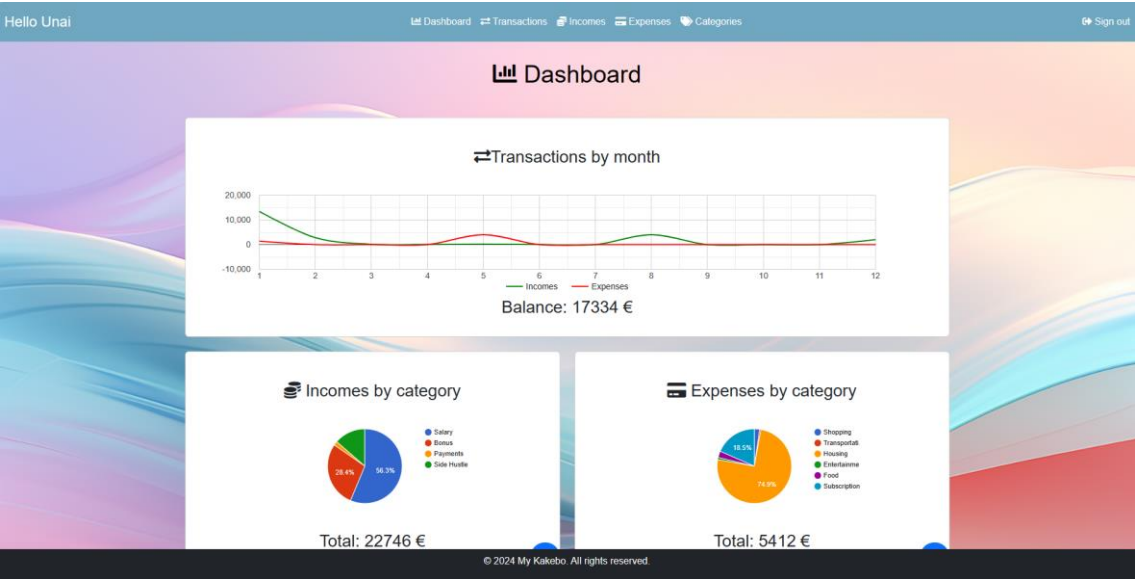 Hello Unai
Dashboard Transactions Incomes Expenses Categories
Sign out
Dashboard
Transactions by month
20,000
10,000
0
-10,000
1 2 3 4 5 6 7 8 9 10 11 12
Incomes Expenses
Balance: 17334 €
Incomes by category
56.3%
28.4%
Salary
Bonus
Payments
Side Hustle
Total: 22746 €
Expenses by category
18.5%
74.9%
Shopping
Transportati
Housing
Entertainme
Food
Subscription
Total: 5412 €
© 2024 My Kakebo. All rights reserved.